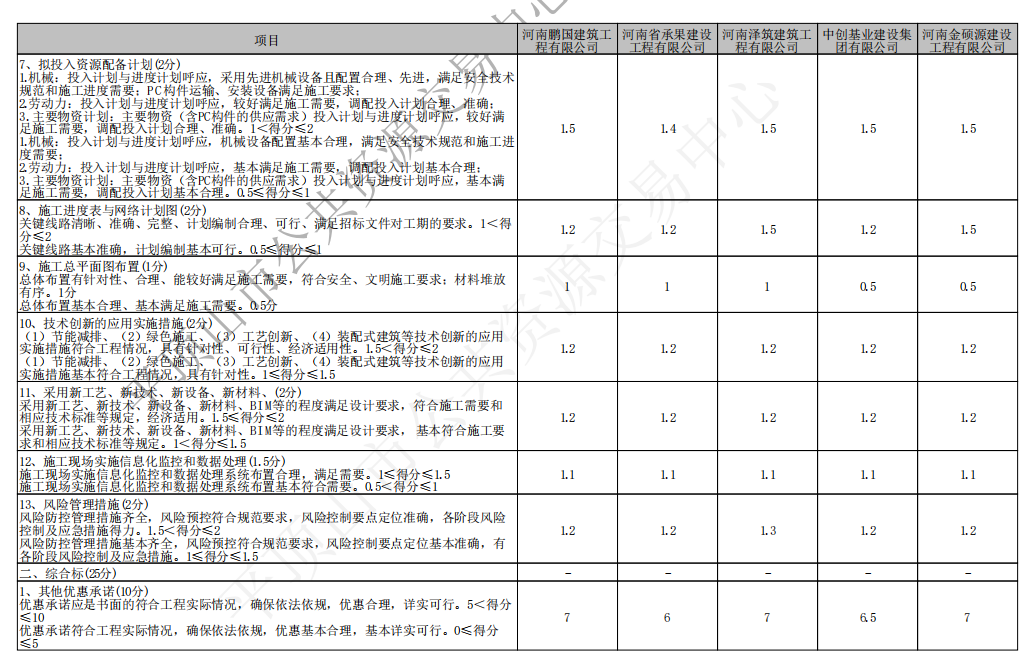 项目
河南鹏国建筑工程有限公司
河南省承果建设工程有限公司
河南泽筑建筑工程有限公司
中创基业建设集团有限公司
河南金硕源建设工程有限公司
7、拟投入资源配备计划(2分)
1.机械：投入计划与进度计划呼应，采用先进机械设备且配置合理、先进，满足安全技术
规范和施工进度需要；PC构件运输、安装设备满足施工要求；
2.劳动力：投入计划与进度计划呼应，较好满足施工需要，调配投入计划合理、准确；
3.主要物资计划：主要物资（含PC构件的供应需求）投入计划与进度计划呼应，较好满
足施工需要，调配投入计划合理、准确。1＜得分≤2
1.机械：投入计划与进度计划呼应，机械设备配置基本合理，满足安全技术规范和施工进
度需要；
2.劳动力：投入计划与进度计划呼应，基本满足施工需要，调配投入计划基本合理；
3.主要物资计划：主要物资（含PC构件的供应需求）投入计划与进度计划呼应，基本满
足施工需要，调配投入计划基本合理。0.5≤得分≤1
1.5 1.4 1.5 1.5 1.5
8、施工进度表与网络计划图(2分)
关键线路清晰、准确、完整、计划编制合理、可行、满足招标文件对工期的要求。1＜得
分≤2
关键线路基本准确，计划编制基本可行。0.5≤得分≤1
1.2 1.2 1.5 1.2 1.5
9、施工总平面图布置(1分)
总体布置有针对性、合理、能较好满足施工需要，符合安全、文明施工要求；材料堆放
有序。1分
总体布置基本合理、基本满足施工需要。0.5分
1 1 1 0.5 0.5
10、技术创新的应用实施措施(2分)
（1）节能减排、（2）绿色施工、（3）工艺创新、（4）装配式建筑等技术创新的应用
实施措施符合工程情况，具有针对性、可行性、经济适用性。1.5＜得分≤2
（1）节能减排、（2）绿色施工、（3）工艺创新、（4）装配式建筑等技术创新的应用
实施措施基本符合工程情况，具有针对性。1≤得分≤1.5
1.2 1.2 1.2 1.2 1.2
11、采用新工艺、新技术、新设备、新材料、(2分)
采用新工艺、新技术、新设备、新材料、BIM等的程度满足设计要求，符合施工需要和
相应技术标准等规定，经济适用。1.5≤得分≤2
采用新工艺、新技术、新设备、新材料、BIM等的程度满足设计要求， 基本符合施工要
求和相应技术标准等规定。1＜得分≤1.5
1.2 1.2 1.2 1.2 1.2
12、施工现场实施信息化监控和数据处理(1.5分)
施工现场实施信息化监控和数据处理系统布置合理，满足需要。1≤得分≤1.5
施工现场实施信息化监控和数据处理系统布置基本符合需要。0.5＜得分≤1
1.1 1.1 1.1 1.1 1.1
13、风险管理措施(2分)
风险防控管理措施齐全，风险预控符合规范要求，风险控制要点定位准确，各阶段风险
控制及应急措施得力。1.5＜得分≤2
风险防控管理措施基本齐全，风险预控符合规范要求，风险控制要点定位基本准确，有
各阶段风险控制及应急措施。1≤得分≤1.5
1.2 1.2 1.3 1.2 1.2
二、综合标(25分)
- - - - -
1、其他优惠承诺(10分)
优惠承诺应是书面的符合工程实际情况，确保依法依规，优惠合理，详实可行。5＜得分
≤10
优惠承诺符合工程实际情况，确保依法依规，优惠基本合理，基本详实可行。0≤得分
≤5
7 6 7 6.5 7
平顶山市公共资源交易中心
平顶山市公共资源交易中心